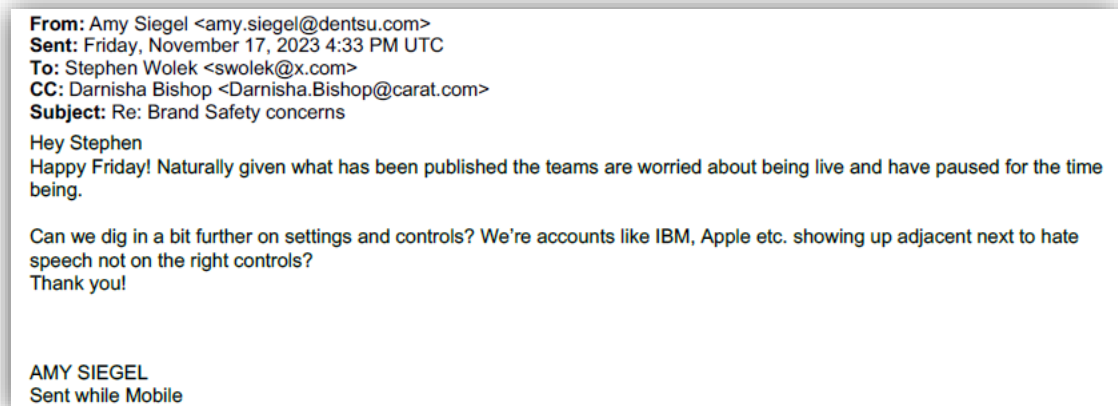 From: Amy Siegel <amy.siegel@dentsu.com>
Sent: Friday, November 17, 2023 4:33 PM UTC
To: Stephen Wolek <swolek@x.com>
CC: Darnisha Bishop <Darnisha.Bishop@carat.com>
Subject: Re: Brand Safety concerns
Hey Stephen
Happy Friday! Naturally given what has been published the teams are worried about being live and have paused for the time
being.
Can we dig in a bit further on settings and controls? We're accounts like IBM, Apple etc. showing up adjacent next to hate
speech not on the right controls?
Thank you!
AMY SIEGEL
Sent while Mobile